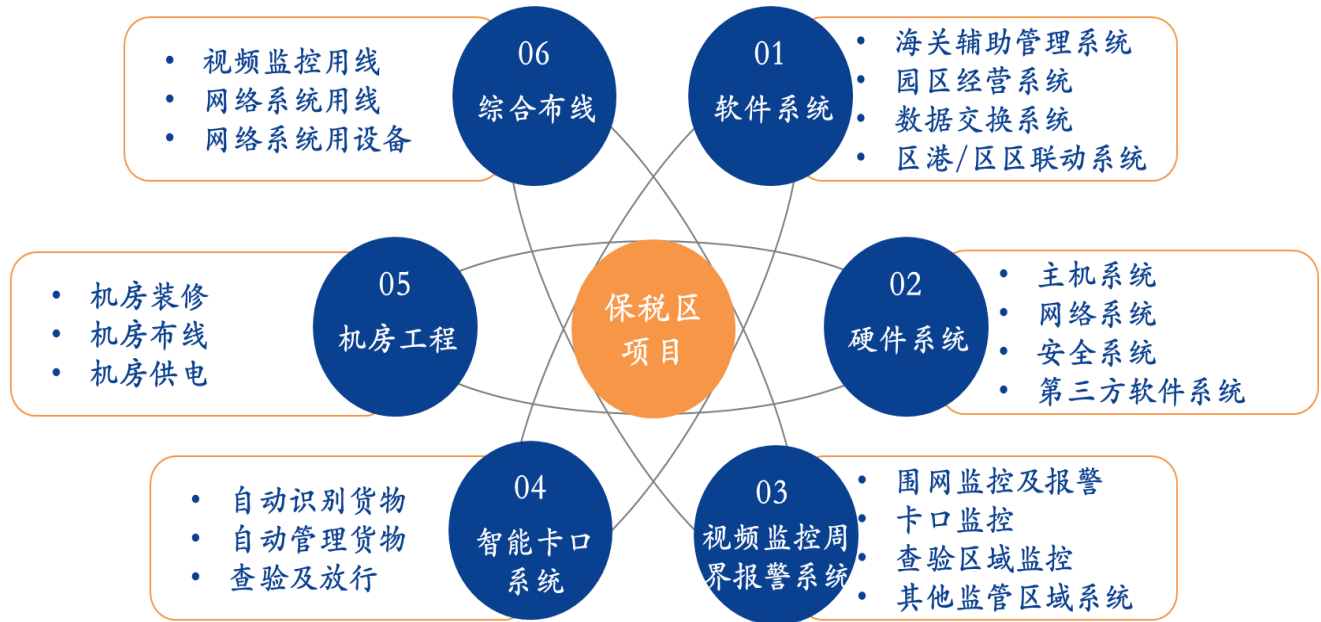 06
综合布线
• 视频监控用线
• 网络系统用线
• 网络系统用设备
01
软件系统
• 海关辅助管理系统
• 园区经营系统
• 数据交换系统
• 区港/区区联动系统
05
机房工程
• 机房装修
• 机房布线
• 机房供电
保税区
项目
02
硬件系统
• 主机系统
• 网络系统
• 安全系统
• 第三方软件系统
04
智能卡口
系统
• 自动识别货物
• 自动管理货物
• 查验及放行
03
视频监控周
界报警系统
• 围网监控及报警
• 卡口监控
• 查验区域监控
• 其他监管区域系统